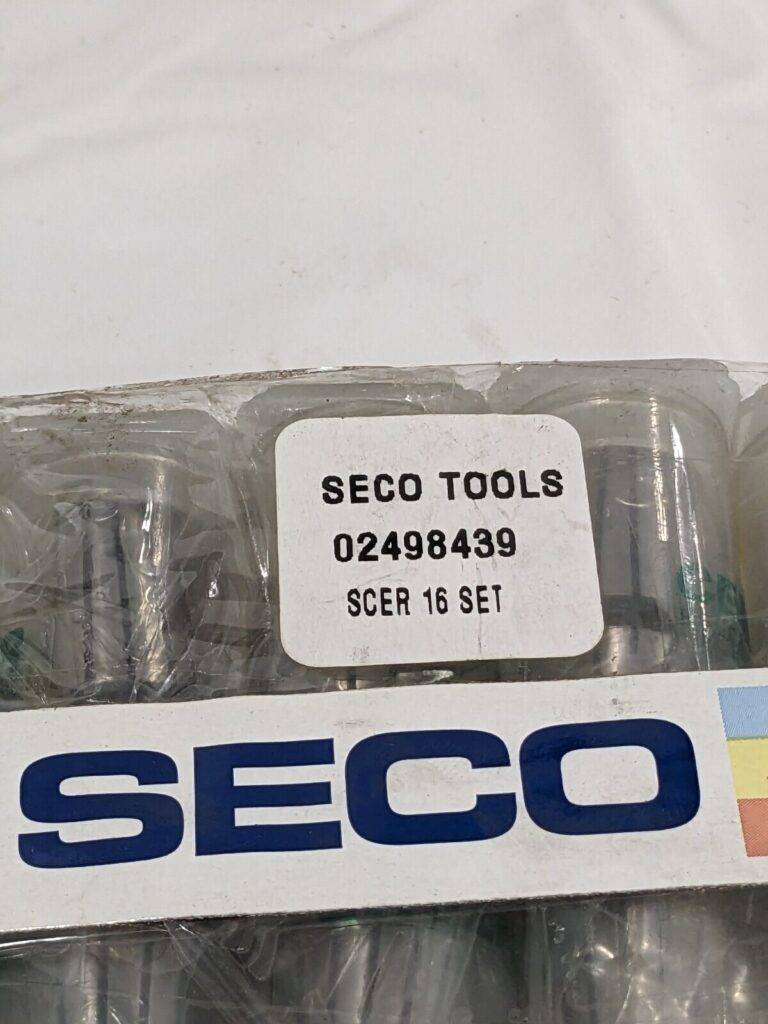 SECO TOOLS
02498439
SCER 16 SET
SECO